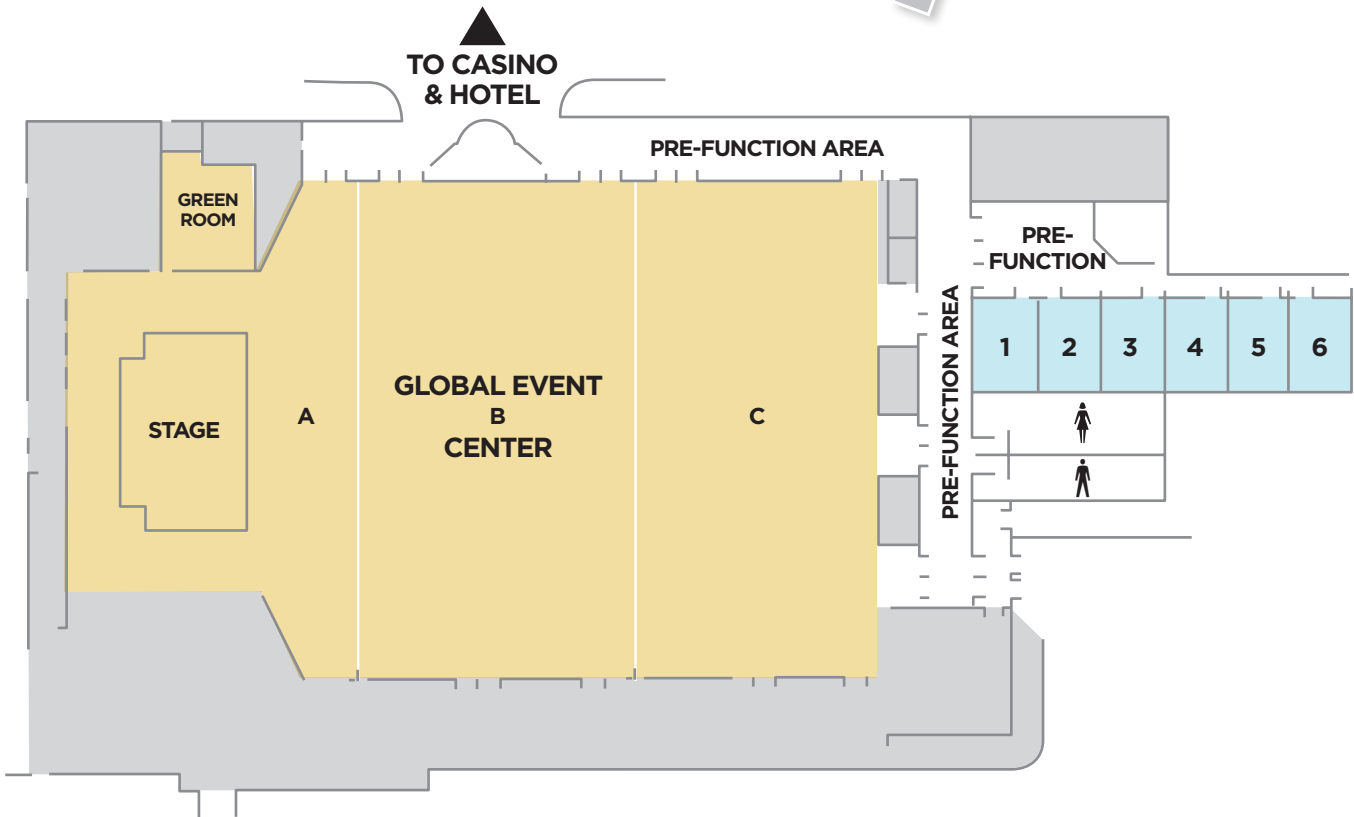 TO CASINO
& HOTEL
PRE-FUNCTION AREA
GREEN
ROOM
PRE-
FUNCTION
PRE-FUNCTION AREA
1
2
3
4
5
6
GLOBAL EVENT
B
CENTER
A
C
STAGE